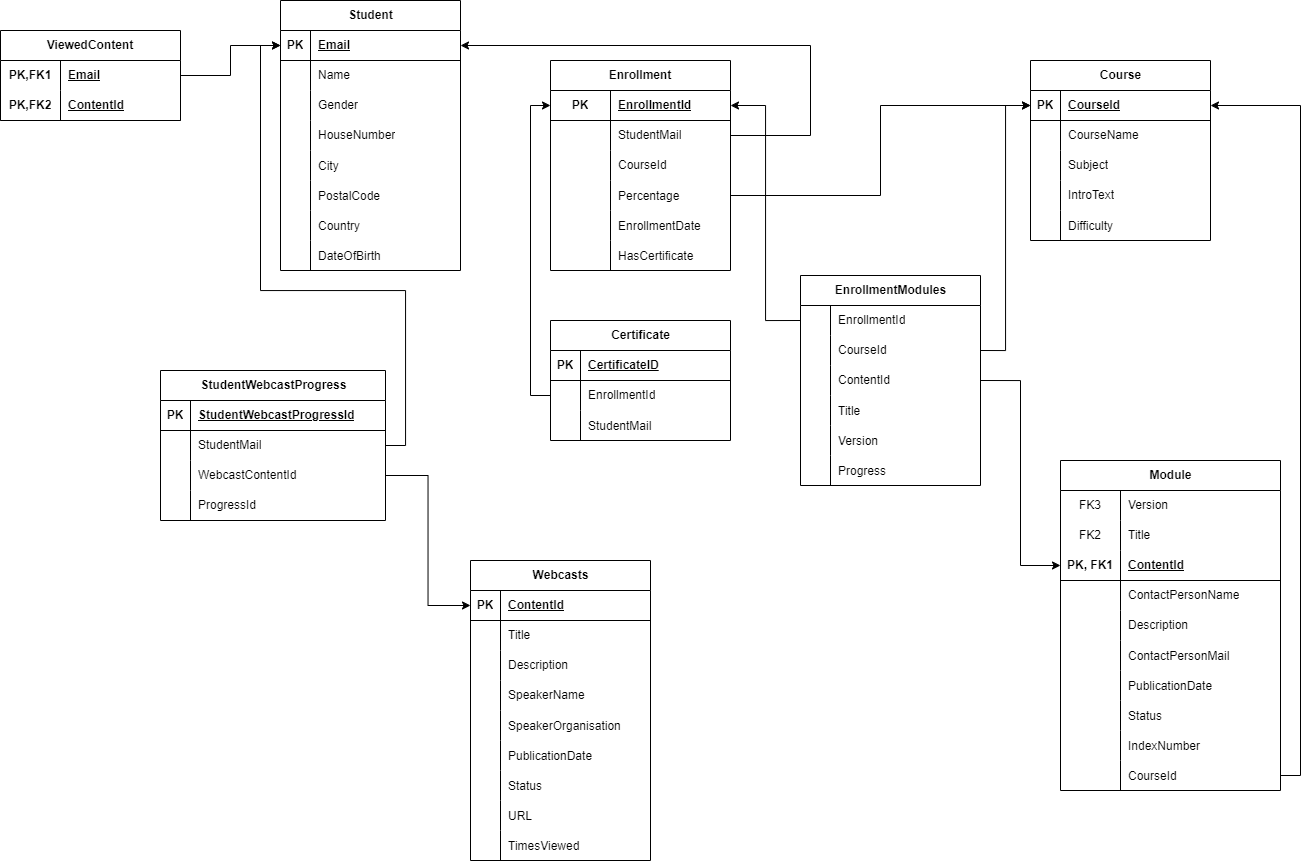 Student
PK Email
Name
Gender
HouseNumber
City
PostalCode
Country
DateOfBirth
ViewedContent
PK,FK1 Email
PK,FK2 ContentId
Enrollment
PK EnrollmentId
StudentMail
CourseId
Percentage
EnrollmentDate
HasCertificate
Course
PK CourseId
CourseName
Subject
IntroText
Difficulty
EnrollmentModules
EnrollmentId
CourseId
ContentId
Title
Version
Progress
Certificate
PK CertificateID
EnrollmentId
StudentMail
StudentWebcastProgress
PK StudentWebcastProgressId
StudentMail
WebcastContentId
ProgressId
Module
FK3 Version
FK2 Title
PK, FK1 ContentId
ContactPersonName
Description
ContactPersonMail
PublicationDate
Status
IndexNumber
CourseId
Webcasts
PK ContentId
Title
Description
SpeakerName
SpeakerOrganisation
PublicationDate
Status
URL
TimesViewed